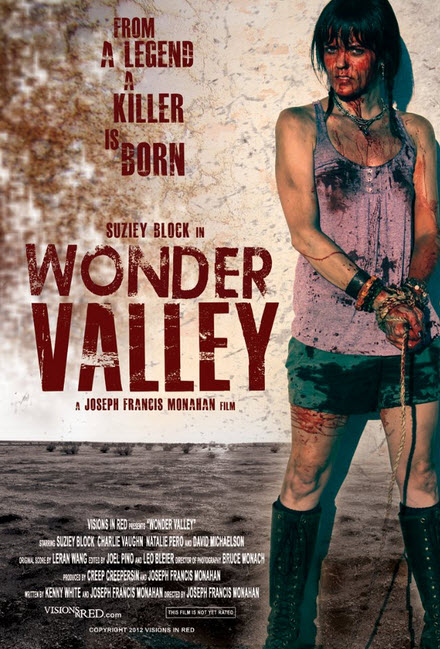 FROM
A LEGEND
A
KILLER
IS
BORN
SUZIEY BLOCK IN
WONDER
VALLEY
A JOSEPH FRANCIS MONAHAN FILM
VISIONS IN RED PRESENTS "WONDER VALLEY"
STARRING SUZIEY BLOCK, CHARLIE VAUGHN, NATALIE PERO AND DAVID MICHAELSON
ORIGINAL SCORE BY LERAN WANG EDITED BY JOEL PINO AND LEO BLEIER DIRECTOR OF PHOTOGRAPHY BRUCE MONACH
PRODUCED BY CREEP CREEPERSIN AND JOSEPH FRANCIS MONAHAN
WRITTEN BY KENNY WHITE AND JOSEPH FRANCIS MONAHAN DIRECTED BY JOSEPH FRANCIS MONAHAN
VISIONS IN RED.com
THIS FILM IS NOT YET RATED
COPYRIGHT 2012 VISIONS IN RED